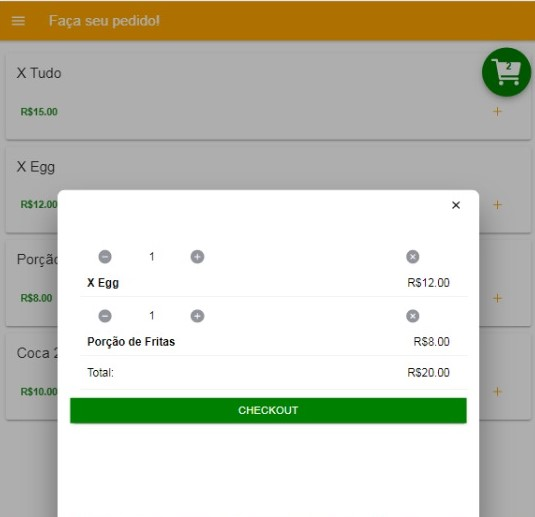 Faça seu pedido!
2
X Tudo
R$15.00
+
X Egg
R$12.00
+
Porção
R$8.00
+
Coca 2
R$10.00
+
×
1
X Egg R$12.00
1
Porção de Fritas R$8.00
Total: R$20.00
CHECKOUT